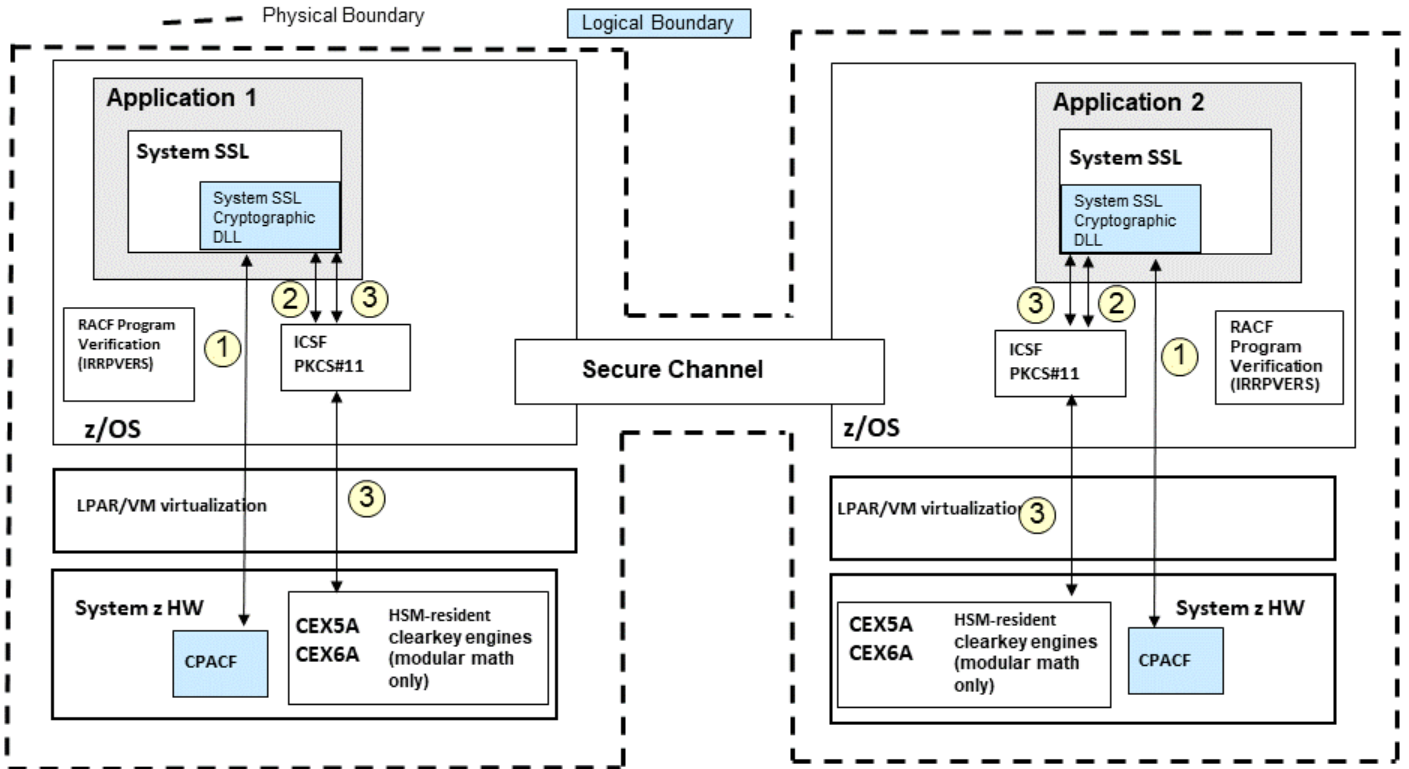 Physical Boundary
Logical Boundary
Application 1
System SSL
System SSL
Cryptographic
DLL
2
3
1
RACF Program
Verification
(IRRPVERS)
ICSF
PKCS#11
z/OS
LPAR/VM virtualization
3
System z HW
CPACF
CEX5A
CEX6A
HSM-resident
clearkey engines
(modular math
only)
Secure Channel
Application 2
System SSL
System SSL
Cryptographic
DLL
3
2
1
ICSF
PKCS#11
RACF
Program
Verification
(IRRPVERS)
z/OS
LPAR/VM virtualization
3
CEX5A
CEX6A
HSM-resident
clearkey engines
(modular math
only)
System z HW
CPACF